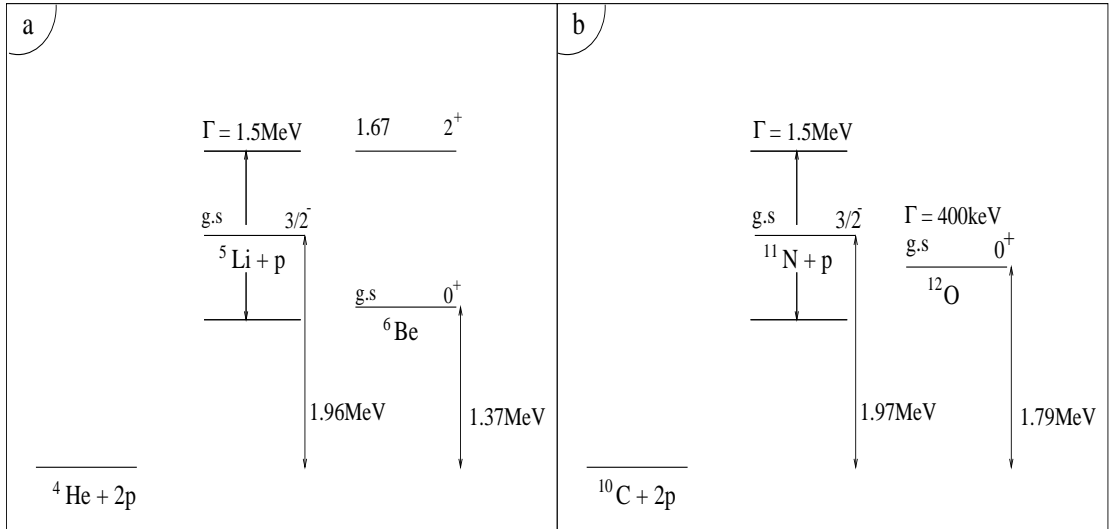 a
Γ = 1.5MeV
1.67 2⁺
g.s 3/2⁻
⁵Li + p
g.s 0⁺
⁶Be
1.96MeV
1.37MeV
⁴He + 2p
b
Γ = 1.5MeV
g.s 3/2⁻
Γ = 400keV
¹¹N + p
g.s 0⁺
¹²O
1.97MeV
1.79MeV
¹⁰C + 2p